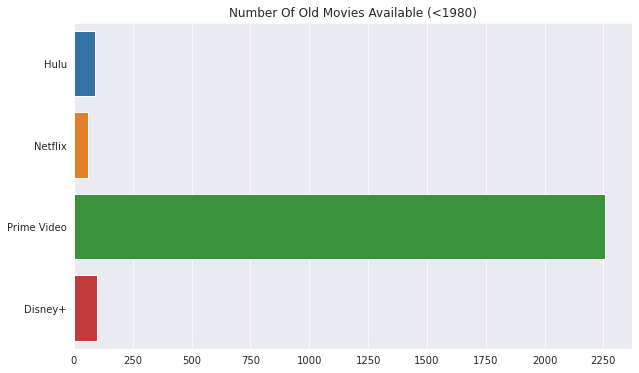 Number Of Old Movies Available (<1980)
Hulu
Netflix
Prime Video
Disney+
0 250 500 750 1000 1250 1500 1750 2000 2250